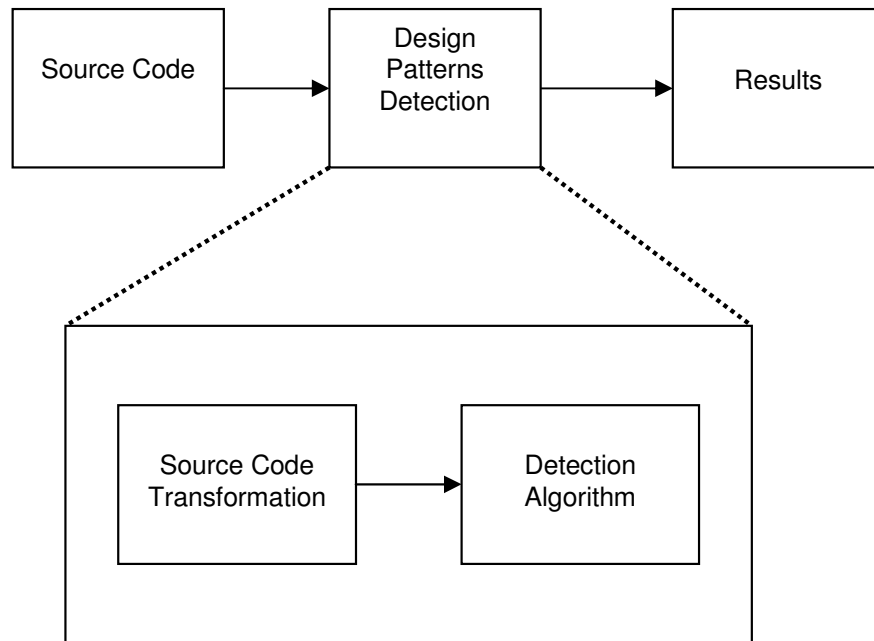 Source Code
Design
Patterns
Detection
Results
Source Code
Transformation
Detection
Algorithm